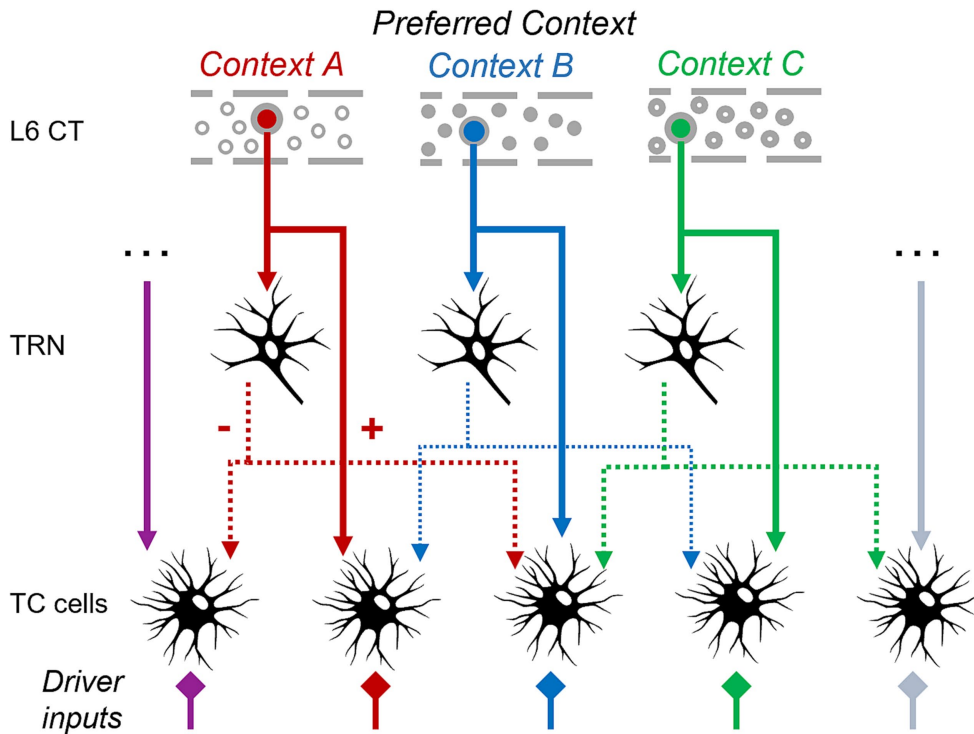 Preferred Context
Context A
Context B
Context C
L6 CT
... ...
TRN
- +
TC cells
Driver
inputs